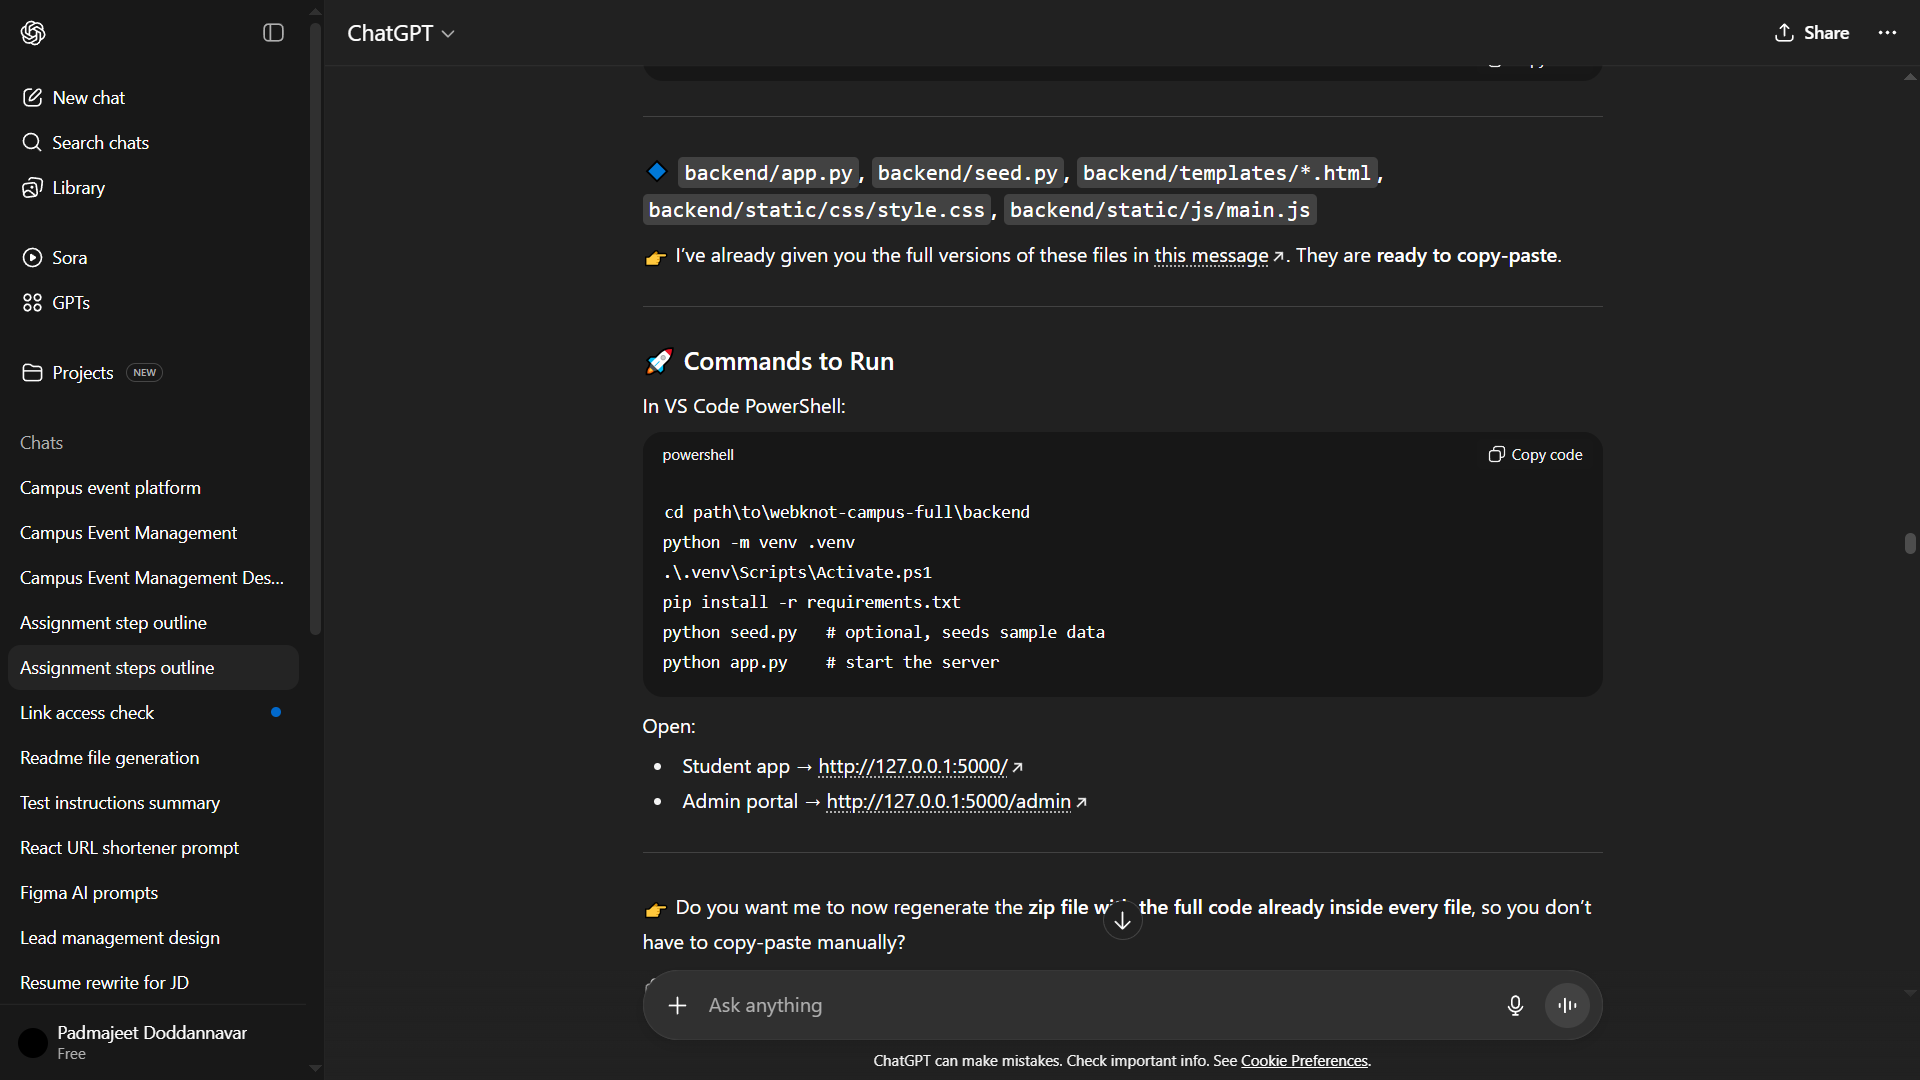 ChatGPT
Share
New chat
Search chats
Library
Sora
GPTs
Projects NEW
Chats
Campus event platform
Campus Event Management
Campus Event Management Des...
Assignment step outline
Assignment steps outline
Link access check
Readme file generation
Test instructions summary
React URL shortener prompt
Figma AI prompts
Lead management design
Resume rewrite for JD
Padmajeet Doddannavar
Free
backend/app.py, backend/seed.py, backend/templates/*.html,
backend/static/css/style.css, backend/static/js/main.js
👉 I’ve already given you the full versions of these files in this message↗. They are ready to copy-paste.
🚀 Commands to Run
In VS Code PowerShell:
powershell
Copy code
cd path\to\webknot-campus-full\backend
python -m venv .venv
.\.venv\Scripts\Activate.ps1
pip install -r requirements.txt
python seed.py   # optional, seeds sample data
python app.py    # start the server
Open:
• Student app → http://127.0.0.1:5000/↗
• Admin portal → http://127.0.0.1:5000/admin↗
👉 Do you want me to now regenerate the zip file the full code already inside every file, so you don’t
have to copy-paste manually?
Ask anything
ChatGPT can make mistakes. Check important info. See Cookie Preferences.